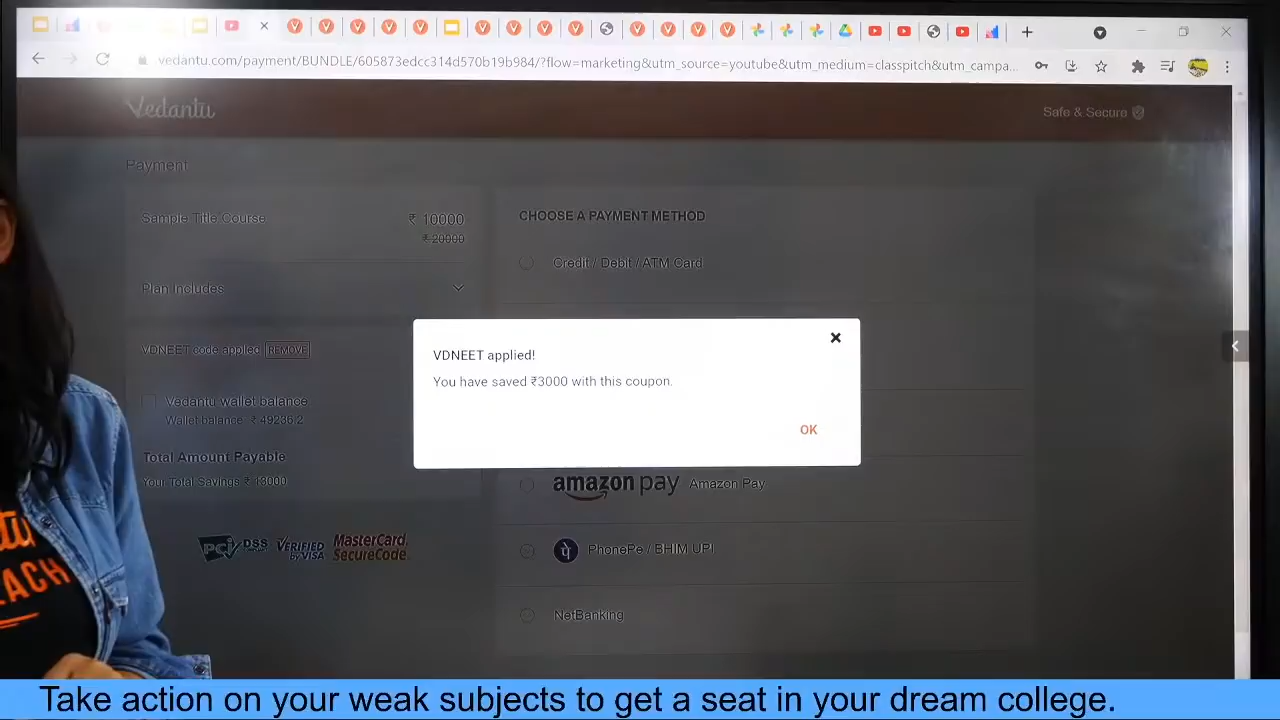 vedantu.com/payment/BUNDLE/605873edcc314d570b19b984/?flow=marketing&utm_source=youtube&utm_medium=classpitch&utm_campa...
Vedantu
Safe & Secure
Payment
Sample Title Course
₹ 10000
₹ 20000
Plan Includes
VDNEET code applied REMOVE
Vedantu wallet balance
Wallet balance: ₹ 49236.2
Total Amount Payable
Your Total Savings ₹ 13000
PCI DSS
VERIFIED by VISA
MasterCard.
SecureCode.
CHOOSE A PAYMENT METHOD
Credit / Debit / ATM Card
VDNEET applied!
You have saved ₹3000 with this coupon.
OK
amazon pay Amazon Pay
PhonePe / BHIM UPI
NetBanking
Take action on your weak subjects to get a seat in your dream college.